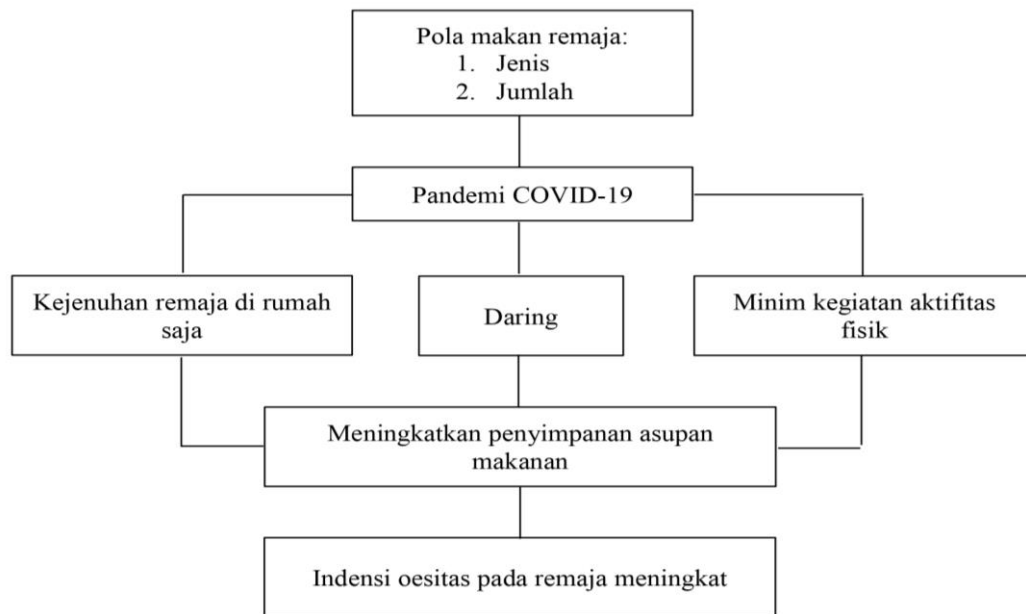 Pola makan remaja:
1. Jenis
2. Jumlah
Pandemi COVID-19
Kejenuhan remaja di rumah
saja
Daring
Minim kegiatan aktifitas
fisik
Meningkatkan penyimpanan asupan
makanan
Indensi oesitas pada remaja meningkat